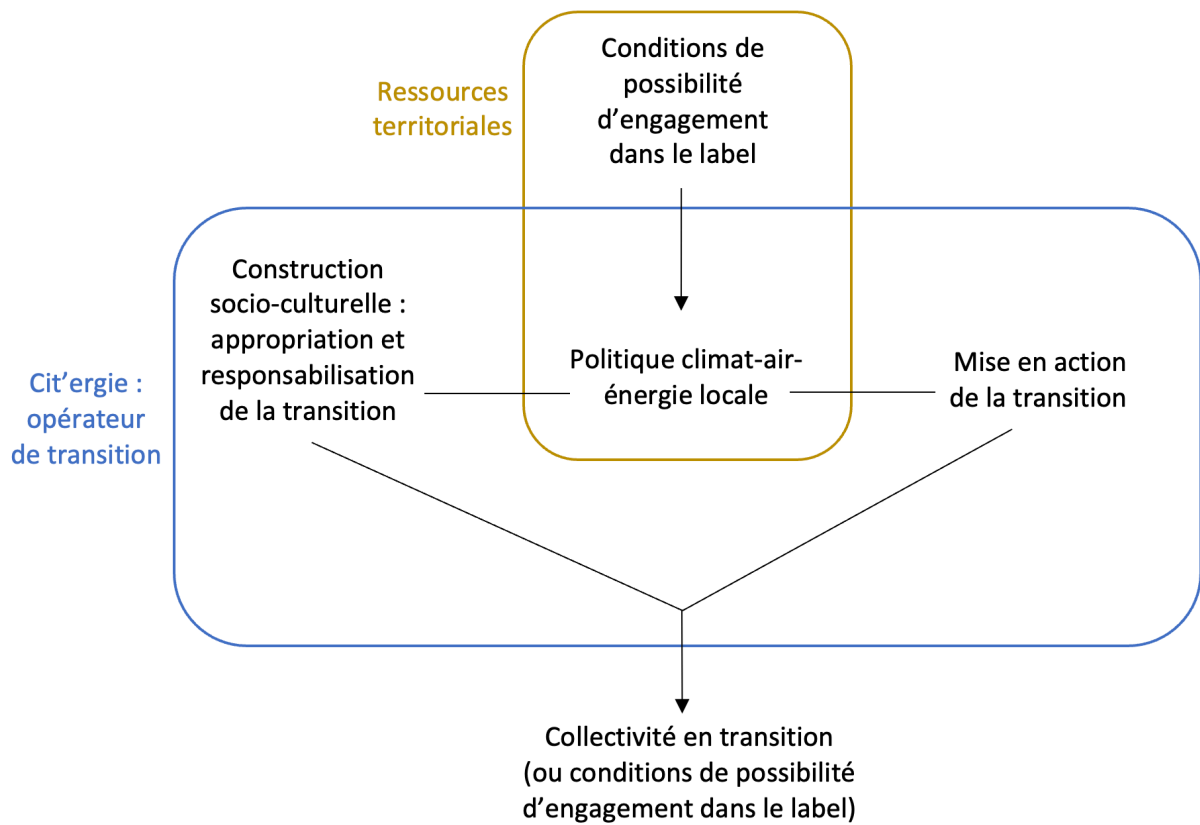 Conditions de
possibilité
d’engagement
dans le label
Ressources
territoriales
Construction
socio-culturelle :
appropriation et
responsabilisation
de la transition
Politique climat-air-
énergie locale
Mise en action
de la transition
Cit’ergie :
opérateur
de transition
Collectivité en transition
(ou conditions de possibilité
d’engagement dans le label)